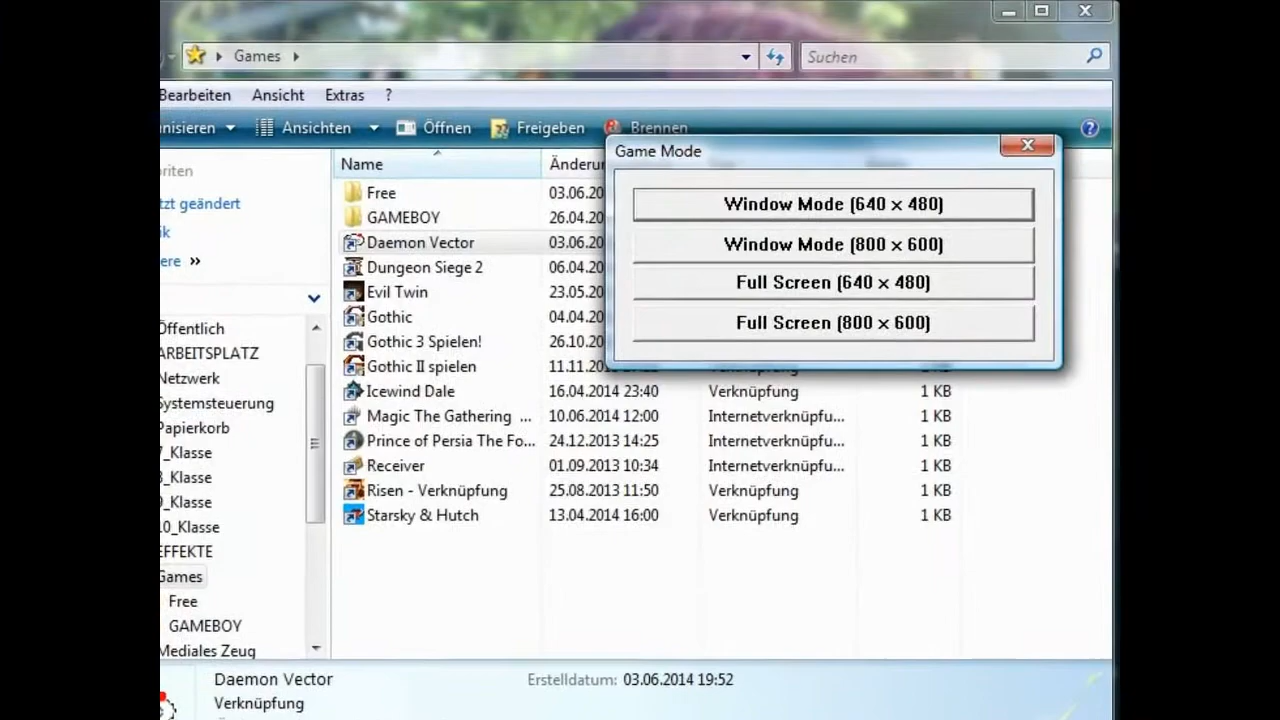 Games
Suchen
Bearbeiten Ansicht Extras ?
nisieren Ansichten Öffnen Freigeben Brennen
Game Mode
Window Mode (640 x 480)
Window Mode (800 x 600)
Full Screen (640 x 480)
Full Screen (800 x 600)
oriten
tzt geändert
ik
ere »
Öffentlich
ARBEITSPLATZ
Netzwerk
Systemsteuerung
Papierkorb
7_Klasse
8_Klasse
9_Klasse
10_Klasse
EFFEKTE
Games
Free
GAMEBOY
Mediales Zeug
Name Änderu
Free 03.06.20
GAMEBOY 26.04.20
Daemon Vector 03.06.20
Dungeon Siege 2 06.04.20
Evil Twin 23.05.20
Gothic 04.04.20
Gothic 3 Spielen! 26.10.20
Gothic II spielen 11.11.20
Icewind Dale 16.04.2014 23:40 Verknüpfung 1 KB
Magic The Gathering ... 10.06.2014 12:00 Internetverknüpfu... 1 KB
Prince of Persia The Fo... 24.12.2013 14:25 Internetverknüpfu... 1 KB
Receiver 01.09.2013 10:34 Internetverknüpfu... 1 KB
Risen - Verknüpfung 25.08.2013 11:50 Verknüpfung 1 KB
Starsky & Hutch 13.04.2014 16:00 Verknüpfung 1 KB
Daemon Vector Erstelldatum: 03.06.2014 19:52
Verknüpfung